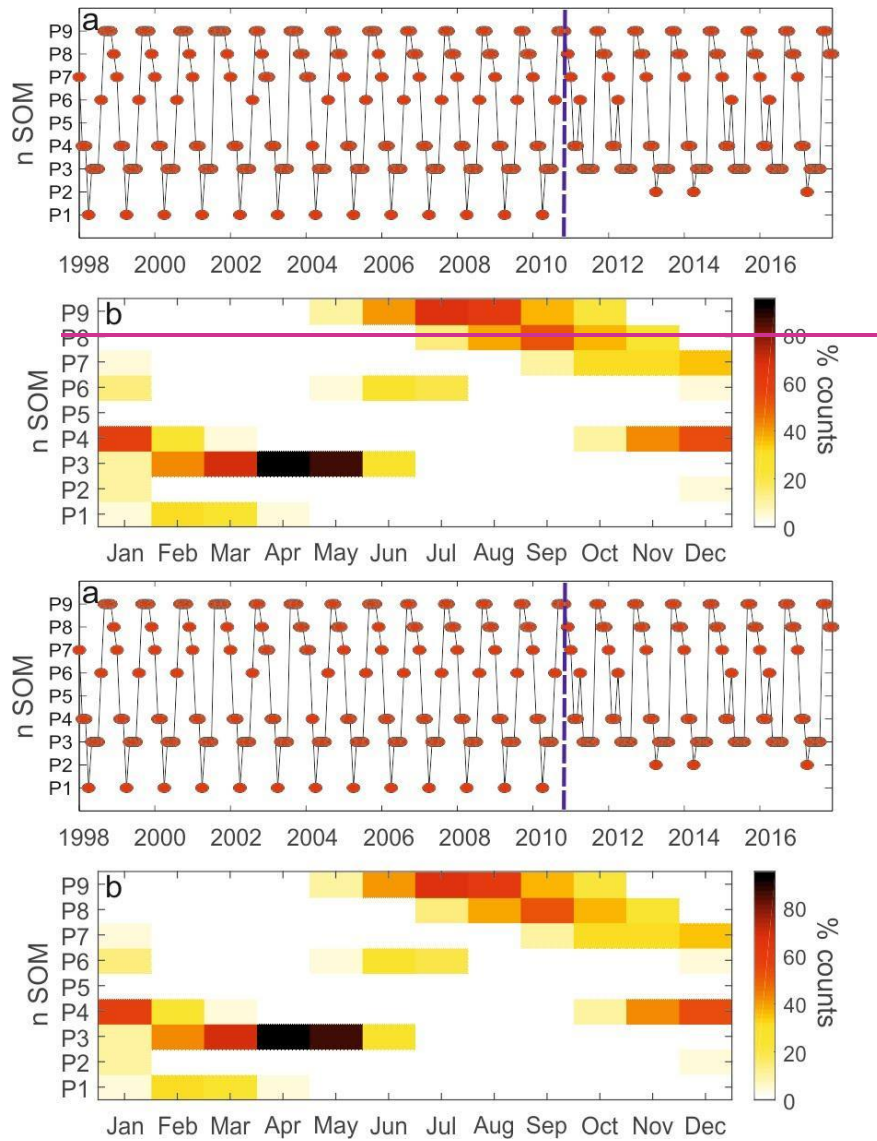 a
P9
P8
P7
P6
P5
P4
P3
P2
P1
n SOM
1998 2000 2002 2004 2006 2008 2010 2012 2014 2016
b
P9
P8
P7
P6
P5
P4
P3
P2
P1
n SOM
Jan Feb Mar Apr May Jun Jul Aug Sep Oct Nov Dec
80
60
40
20
0
% counts
a
P9
P8
P7
P6
P5
P4
P3
P2
P1
n SOM
1998 2000 2002 2004 2006 2008 2010 2012 2014 2016
b
P9
P8
P7
P6
P5
P4
P3
P2
P1
n SOM
Jan Feb Mar Apr May Jun Jul Aug Sep Oct Nov Dec
80
60
40
20
0
% counts